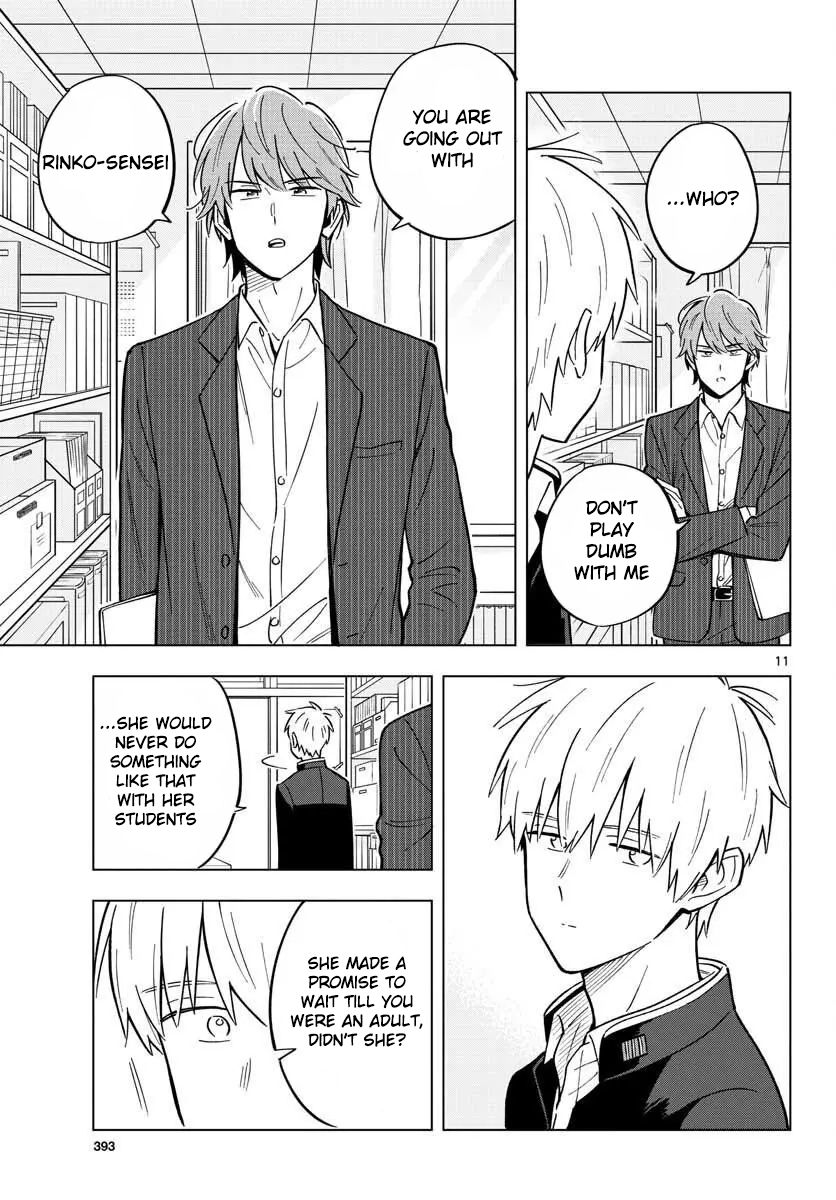 ...WHO?
DON'T
PLAY
DUMB
WITH ME
YOU ARE
GOING OUT
WITH
RINKO-SENSEI
11
...SHE WOULD
NEVER DO
SOMETHING
LIKE THAT
WITH HER
STUDENTS
SHE MADE A
PROMISE TO
WAIT TILL YOU
WERE AN ADULT,
DIDN'T SHE?
393